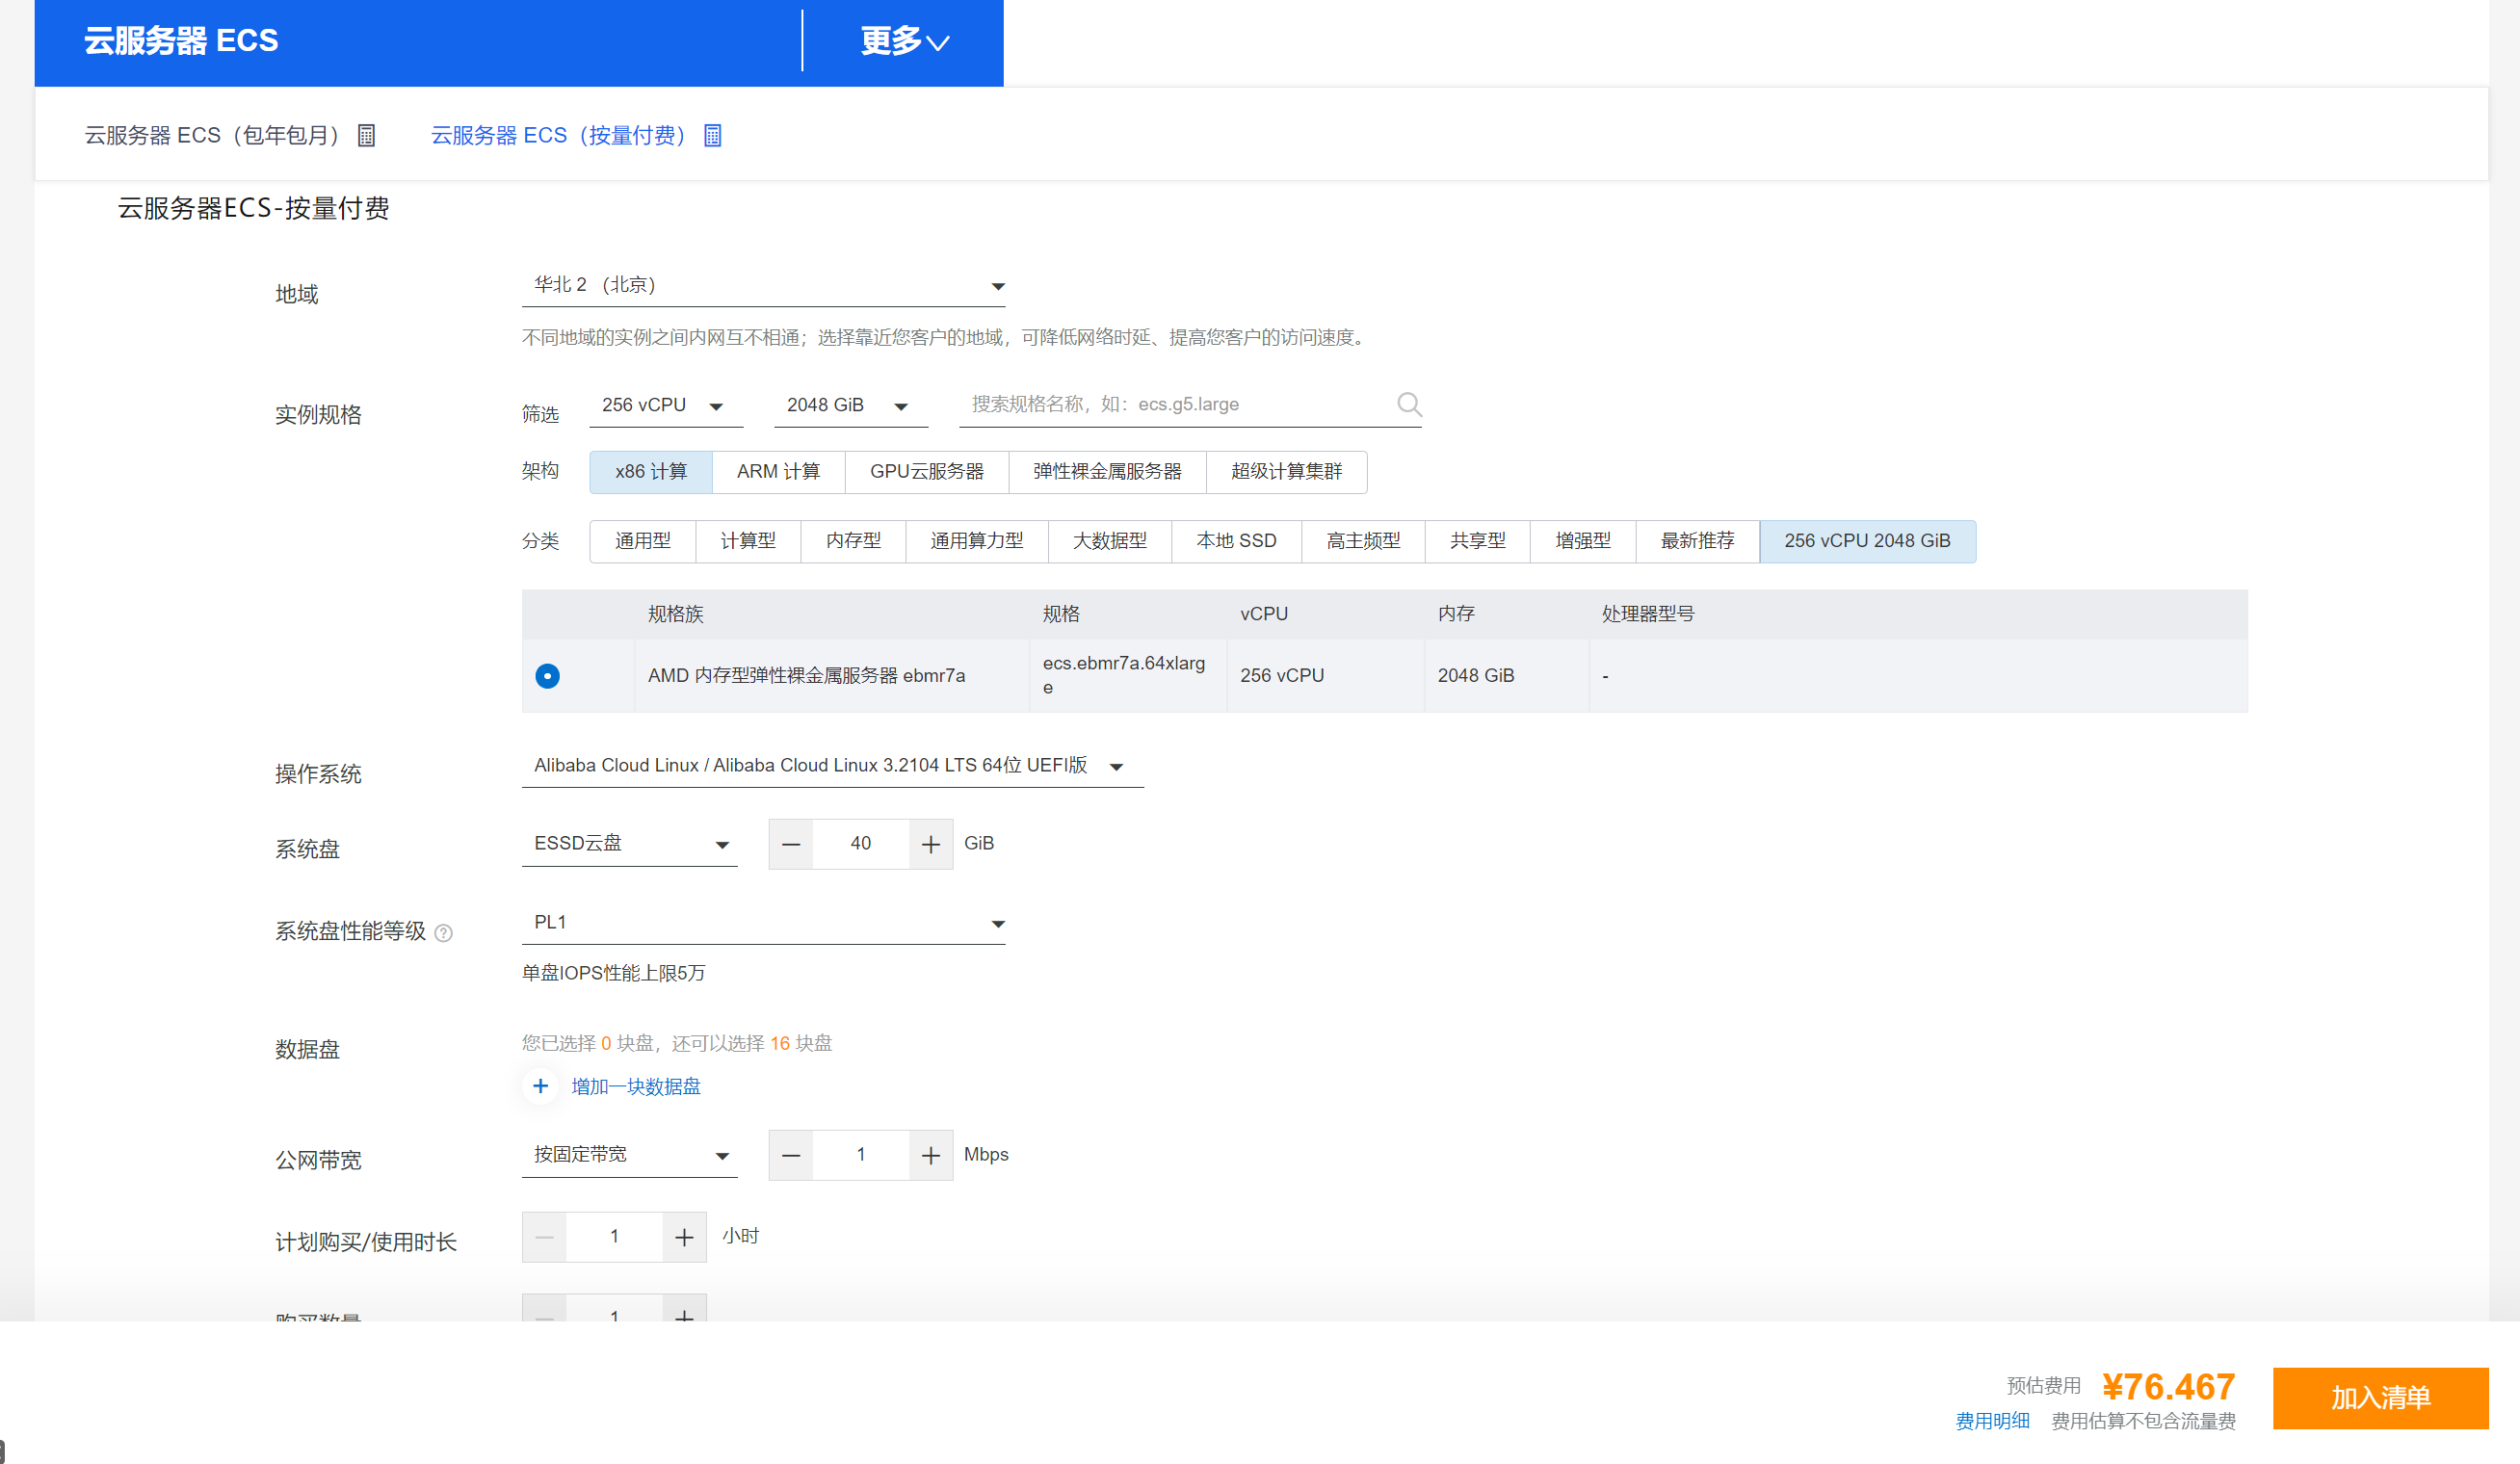 云服务器 ECS
更多
云服务器 ECS（包年包月）
云服务器 ECS（按量付费）
云服务器ECS-按量付费
地域
华北 2 （北京）
不同地域的实例之间内网互不相通；选择靠近您客户的地域，可降低网络时延、提高您客户的访问速度。
实例规格
筛选
256 vCPU
2048 GiB
搜索规格名称，如：ecs.g5.large
架构
x86 计算
ARM 计算
GPU云服务器
弹性裸金属服务器
超级计算集群
分类
通用型
计算型
内存型
通用算力型
大数据型
本地 SSD
高主频型
共享型
增强型
最新推荐
256 vCPU 2048 GiB
规格族
规格
vCPU
内存
处理器型号
AMD 内存型弹性裸金属服务器 ebmr7a
ecs.ebmr7a.64xlarg
e
256 vCPU
2048 GiB
-
操作系统
Alibaba Cloud Linux / Alibaba Cloud Linux 3.2104 LTS 64位 UEFI版
系统盘
ESSD云盘
40
GiB
系统盘性能等级
PL1
单盘IOPS性能上限5万
数据盘
您已选择 0 块盘，还可以选择 16 块盘
增加一块数据盘
公网带宽
按固定带宽
1
Mbps
计划购买/使用时长
1
小时
购买数量
1
预估费用
¥76.467
费用明细
费用估算不包含流量费
加入清单